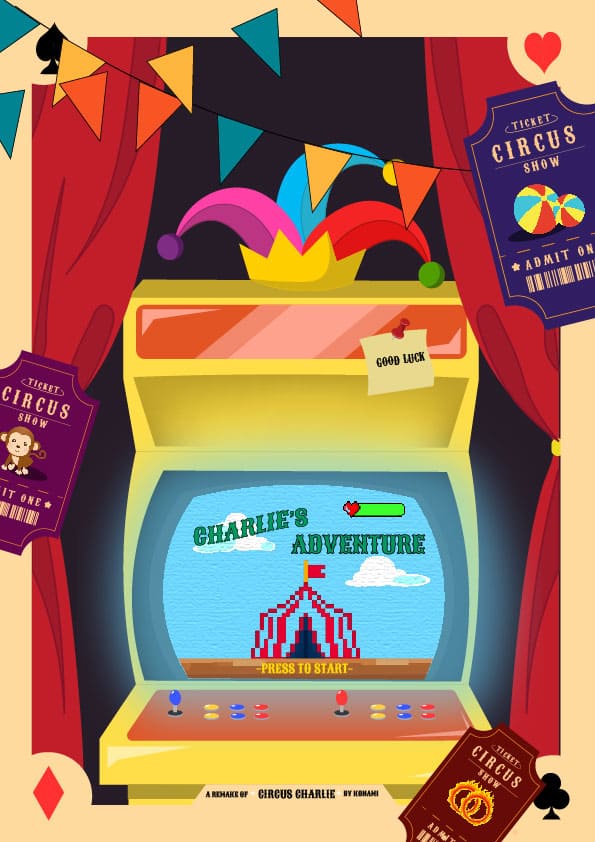 TICKET
CIRCUS
SHOW
ADMIT ON
GOOD LUCK
TICKET
CIRCUS
SHOW
IT ONE
CHARLIE'S
ADVENTURE
-PRESS TO START-
TICKET
CIRCUS
SHOW
ADMIT
A REMAKE OF CIRCUS CHARLIE BY KONAMI